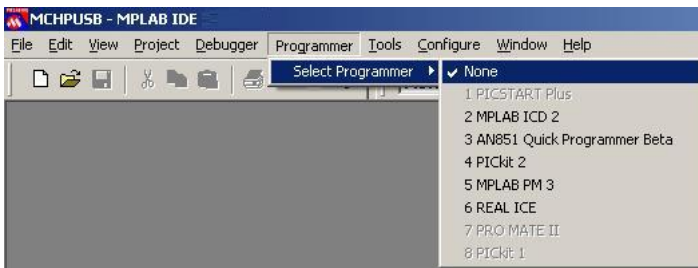 MCHPUSB - MPLAB IDE
File Edit View Project Debugger Programmer Tools Configure Window Help
Select Programmer None
1 PICSTART Plus
2 MPLAB ICD 2
3 AN851 Quick Programmer Beta
4 PICkit 2
5 MPLAB PM 3
6 REAL ICE
7 PRO MATE II
8 PICkit 1